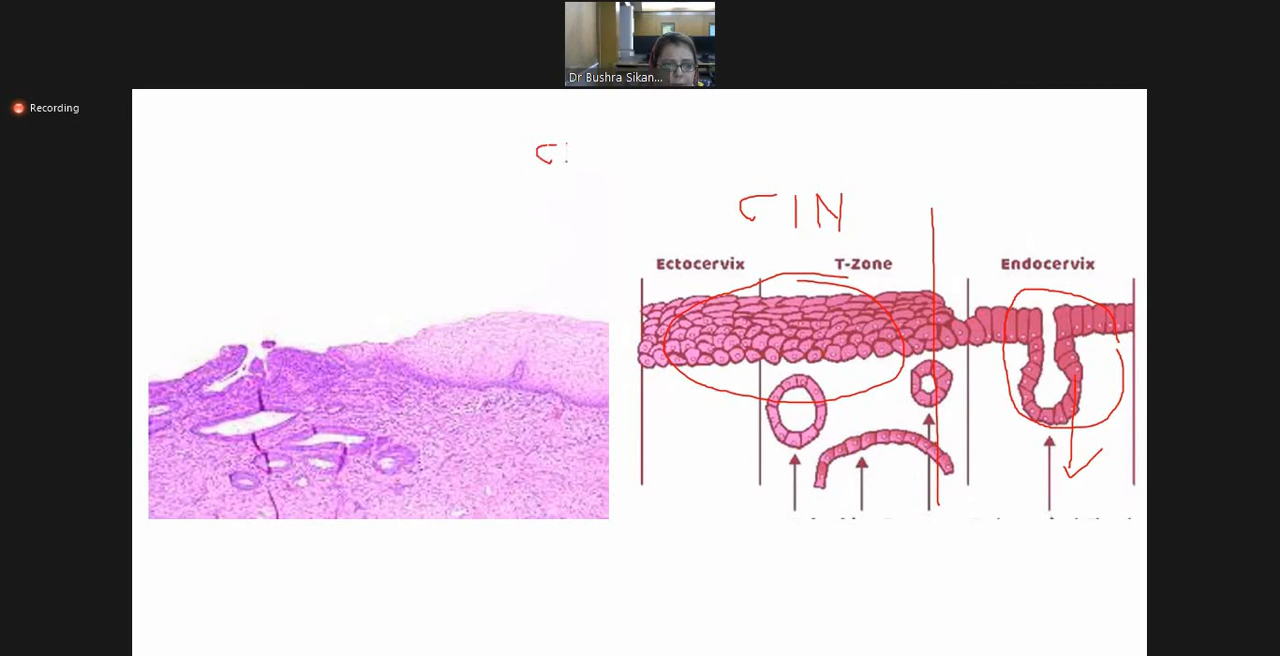 Dr Bushra Sikan...
Recording
CIN
Ectocervix T-Zone Endocervix